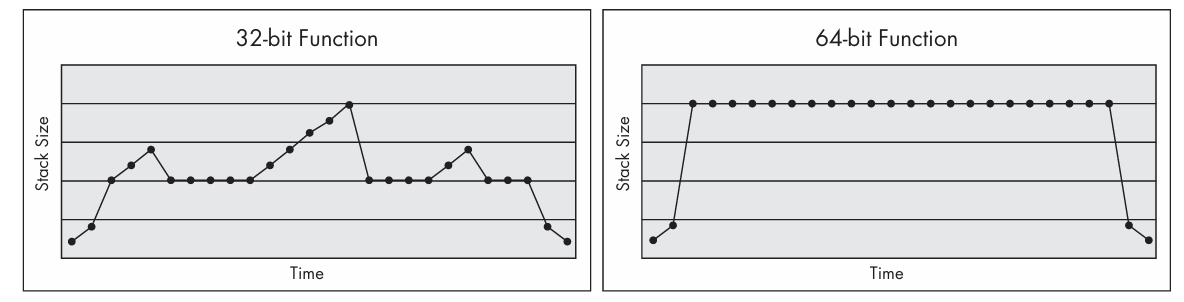 32-bit Function
Stack Size
Time
64-bit Function
Stack Size
Time